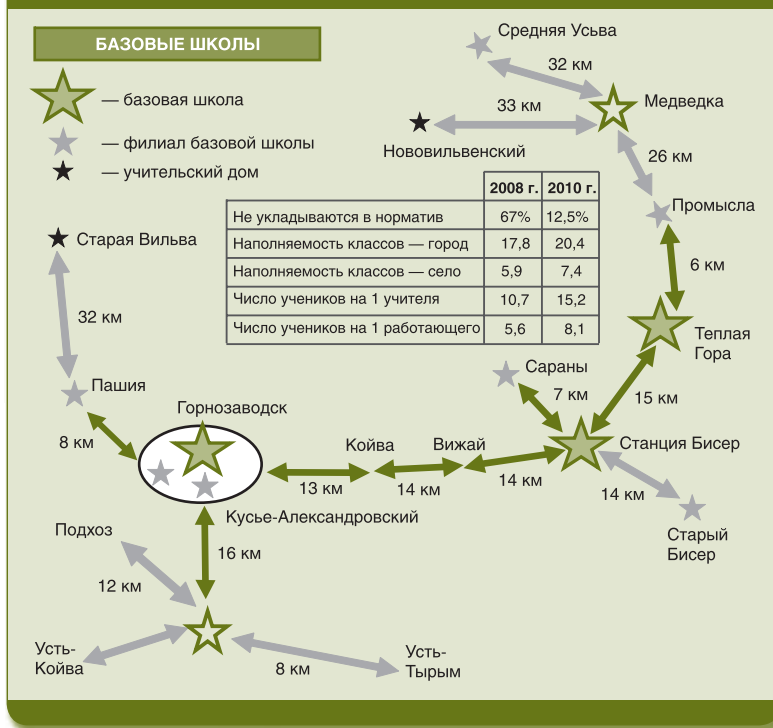 БАЗОВЫЕ ШКОЛЫ
— базовая школа
— филиал базовой школы
— учительский дом
Средняя Усьва
32 км
Медведка
33 км
Нововильвенский
26 км
Промысла
6 км
2008 г. 2010 г.
Не укладываются в норматив 67% 12,5%
Наполняемость классов — город 17,8 20,4
Наполняемость классов — село 5,9 7,4
Число учеников на 1 учителя 10,7 15,2
Число учеников на 1 работающего 5,6 8,1
Старая Вильва
32 км
Теплая
Гора
Сараны
7 км
15 км
Пашия
8 км
Горнозаводск
Койва
Вижай
Станция Бисер
13 км
14 км
14 км
14 км
Старый
Бисер
Кусье-Александровский
16 км
Подхоз
12 км
Усть-
Койва
8 км
Усть-
Тырым